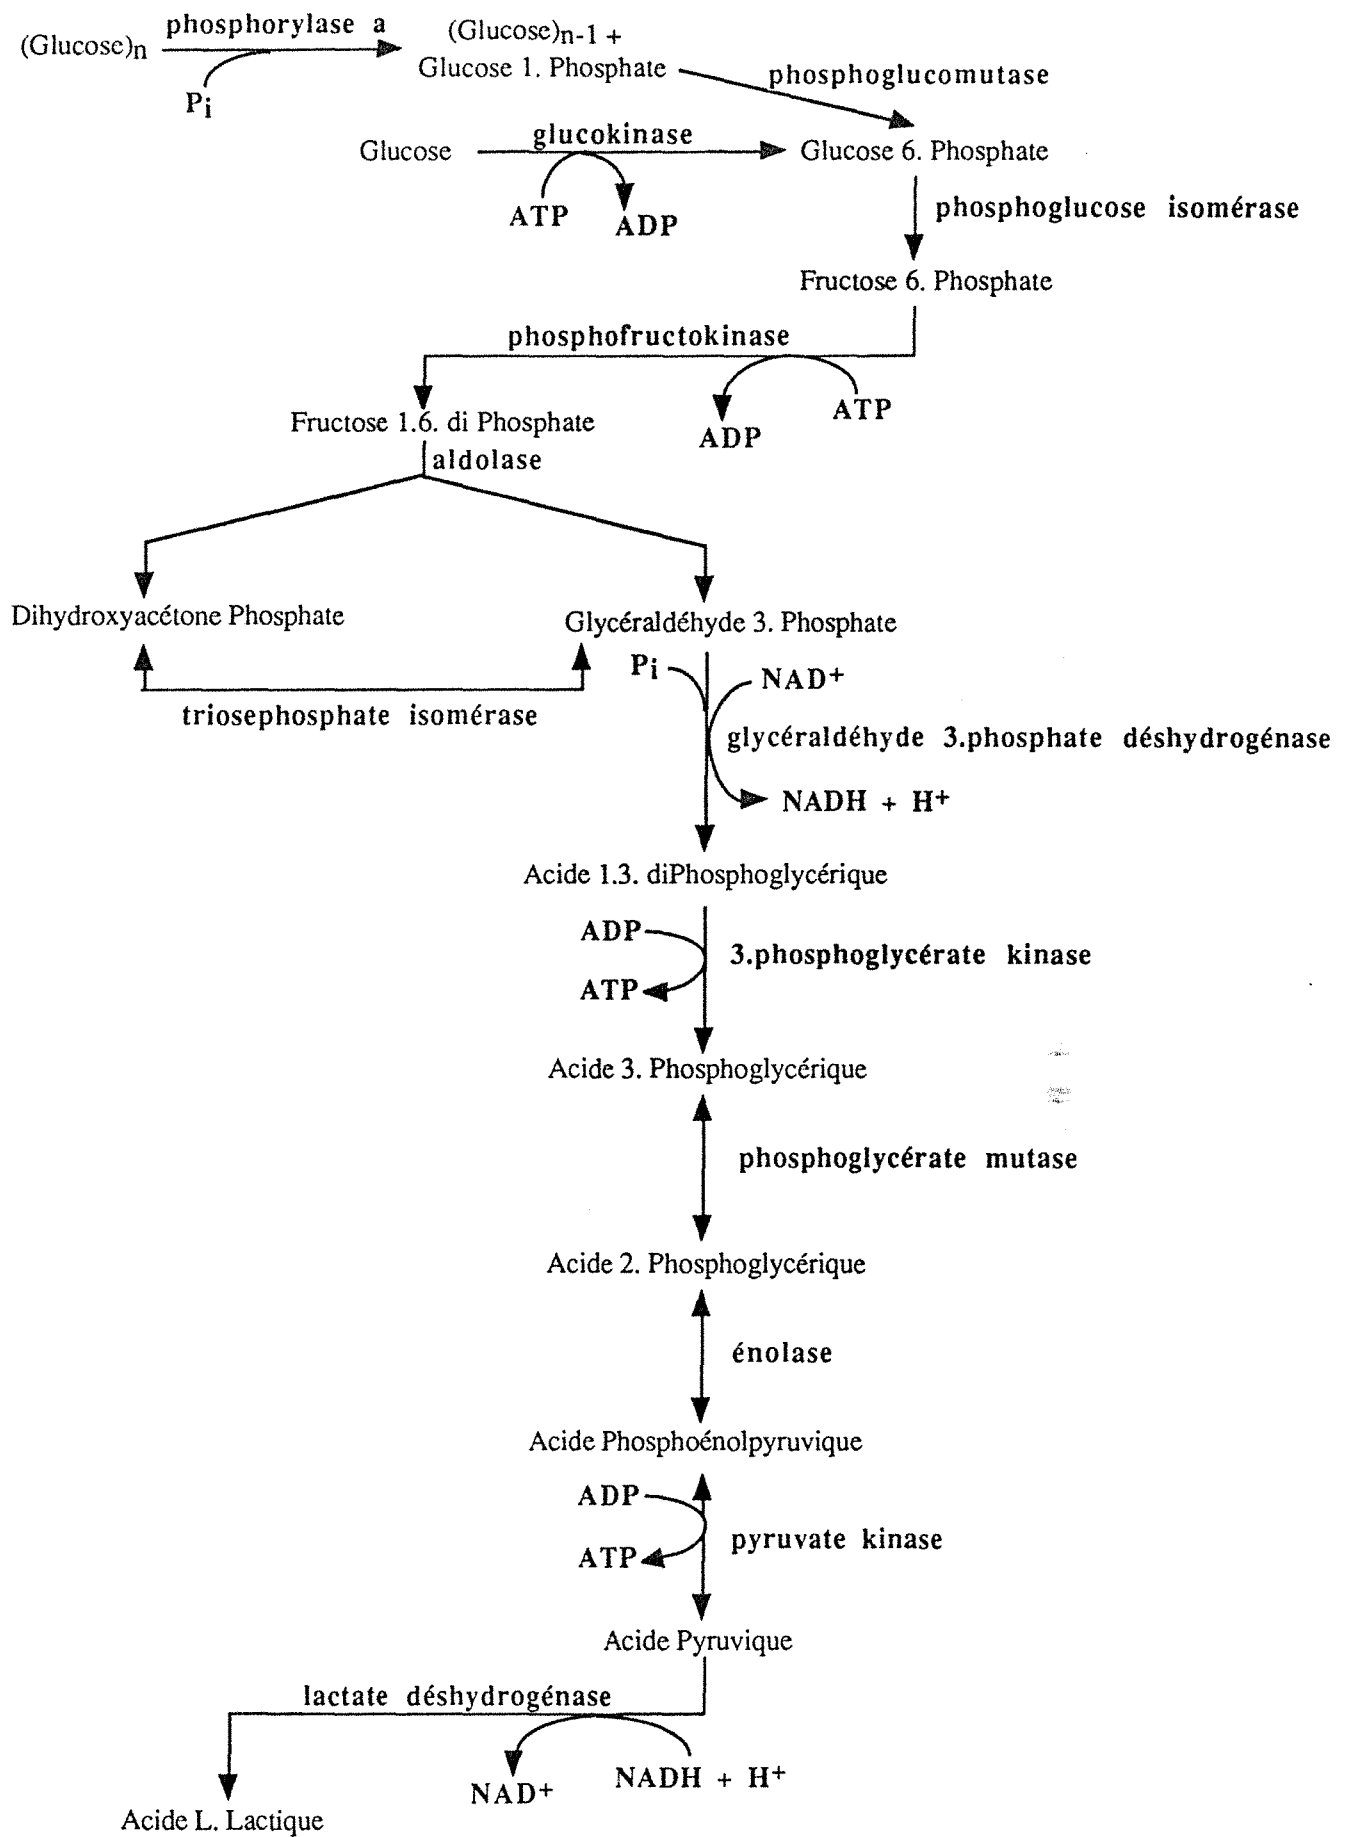 phosphorylase a
(Glucose)n
(Glucose)n-1 +
Glucose 1. Phosphate
Pi
phosphoglucomutase
Glucose
glucokinase
Glucose 6. Phosphate
ATP
ADP
phosphoglucose isomérase
Fructose 6. Phosphate
phosphofructokinase
ATP
ADP
Fructose 1.6. di Phosphate
aldolase
Dihydroxyacétone Phosphate
Glycéraldéhyde 3. Phosphate
triosephosphate isomérase
Pi
NAD+
glycéraldéhyde 3.phosphate déshydrogénase
NADH + H+
Acide 1.3. diPhosphoglycérique
ADP
3.phosphoglycérate kinase
ATP
Acide 3. Phosphoglycérique
phosphoglycérate mutase
Acide 2. Phosphoglycérique
énolase
Acide Phosphoénolpyruvique
ADP
pyruvate kinase
ATP
Acide Pyruvique
lactate déshydrogénase
NAD+
NADH + H+
Acide L. Lactique